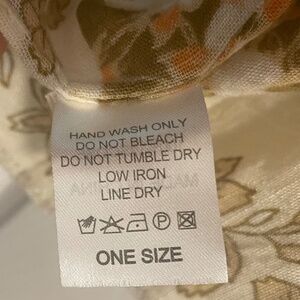 HAND WASH ONLY
DO NOT BLEACH
DO NOT TUMBLE DRY
LOW IRON
LINE DRY
ONE SIZE